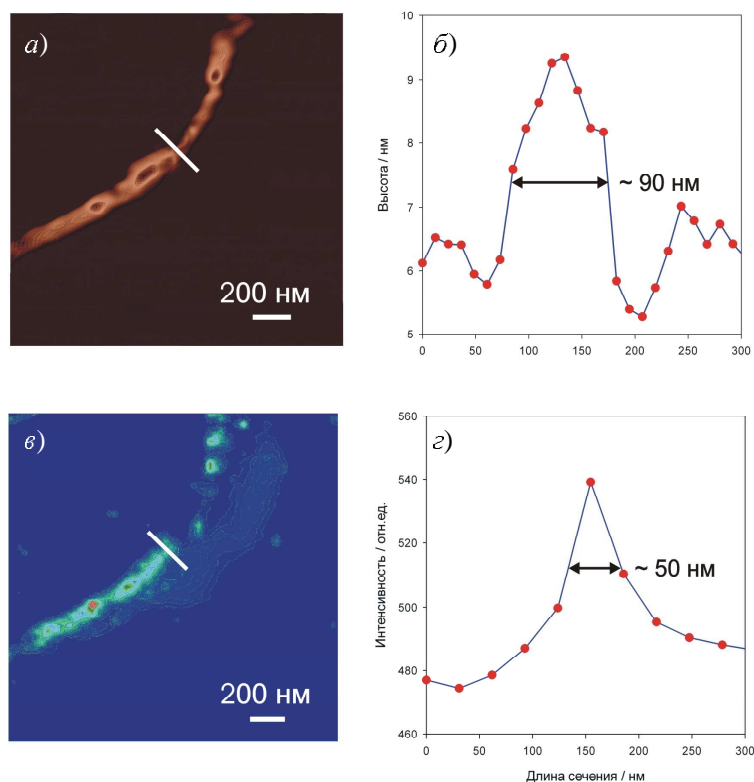 а)
200 нм
б)
Высота / нм
10
9
8
7
6
5
~ 90 нм
0
50
100
150
200
250
300
в)
200 нм
г)
Интенсивность / отн.ед.
560
540
520
500
480
460
~ 50 нм
0
50
100
150
200
250
300
Длина сечения / нм